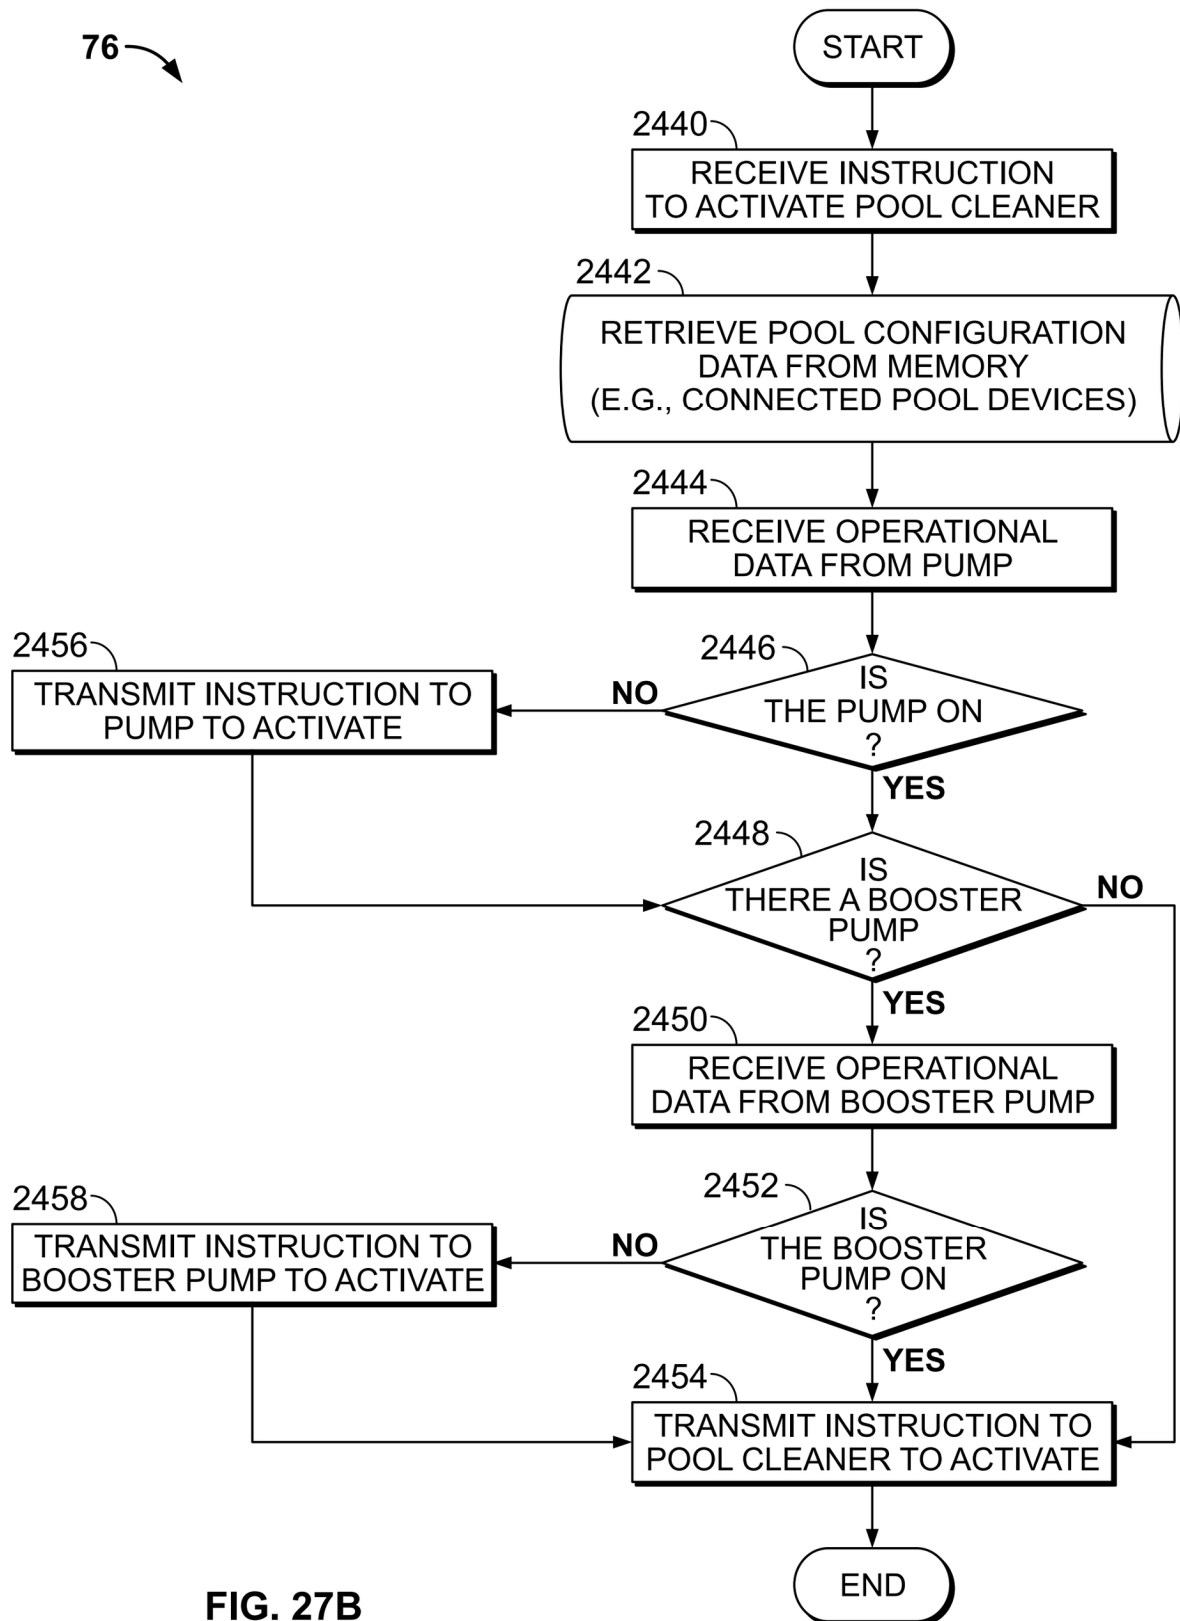 76
START
2440
RECEIVE INSTRUCTION
TO ACTIVATE POOL CLEANER
2442
RETRIEVE POOL CONFIGURATION
DATA FROM MEMORY
(E.G., CONNECTED POOL DEVICES)
2444
RECEIVE OPERATIONAL
DATA FROM PUMP
2446
IS
THE PUMP ON
?
NO
2456
TRANSMIT INSTRUCTION TO
PUMP TO ACTIVATE
YES
2448
IS
THERE A BOOSTER
PUMP
?
NO
YES
2450
RECEIVE OPERATIONAL
DATA FROM BOOSTER PUMP
2452
IS
THE BOOSTER
PUMP ON
?
NO
2458
TRANSMIT INSTRUCTION TO
BOOSTER PUMP TO ACTIVATE
YES
2454
TRANSMIT INSTRUCTION TO
POOL CLEANER TO ACTIVATE
END
FIG. 27B